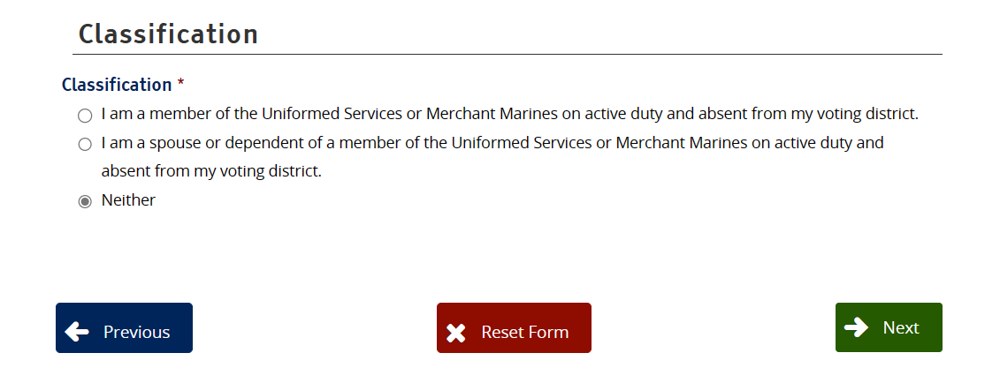 Classification
Classification *
I am a member of the Uniformed Services or Merchant Marines on active duty and absent from my voting district.
I am a spouse or dependent of a member of the Uniformed Services or Merchant Marines on active duty and
absent from my voting district.
Neither
Previous
Reset Form
Next